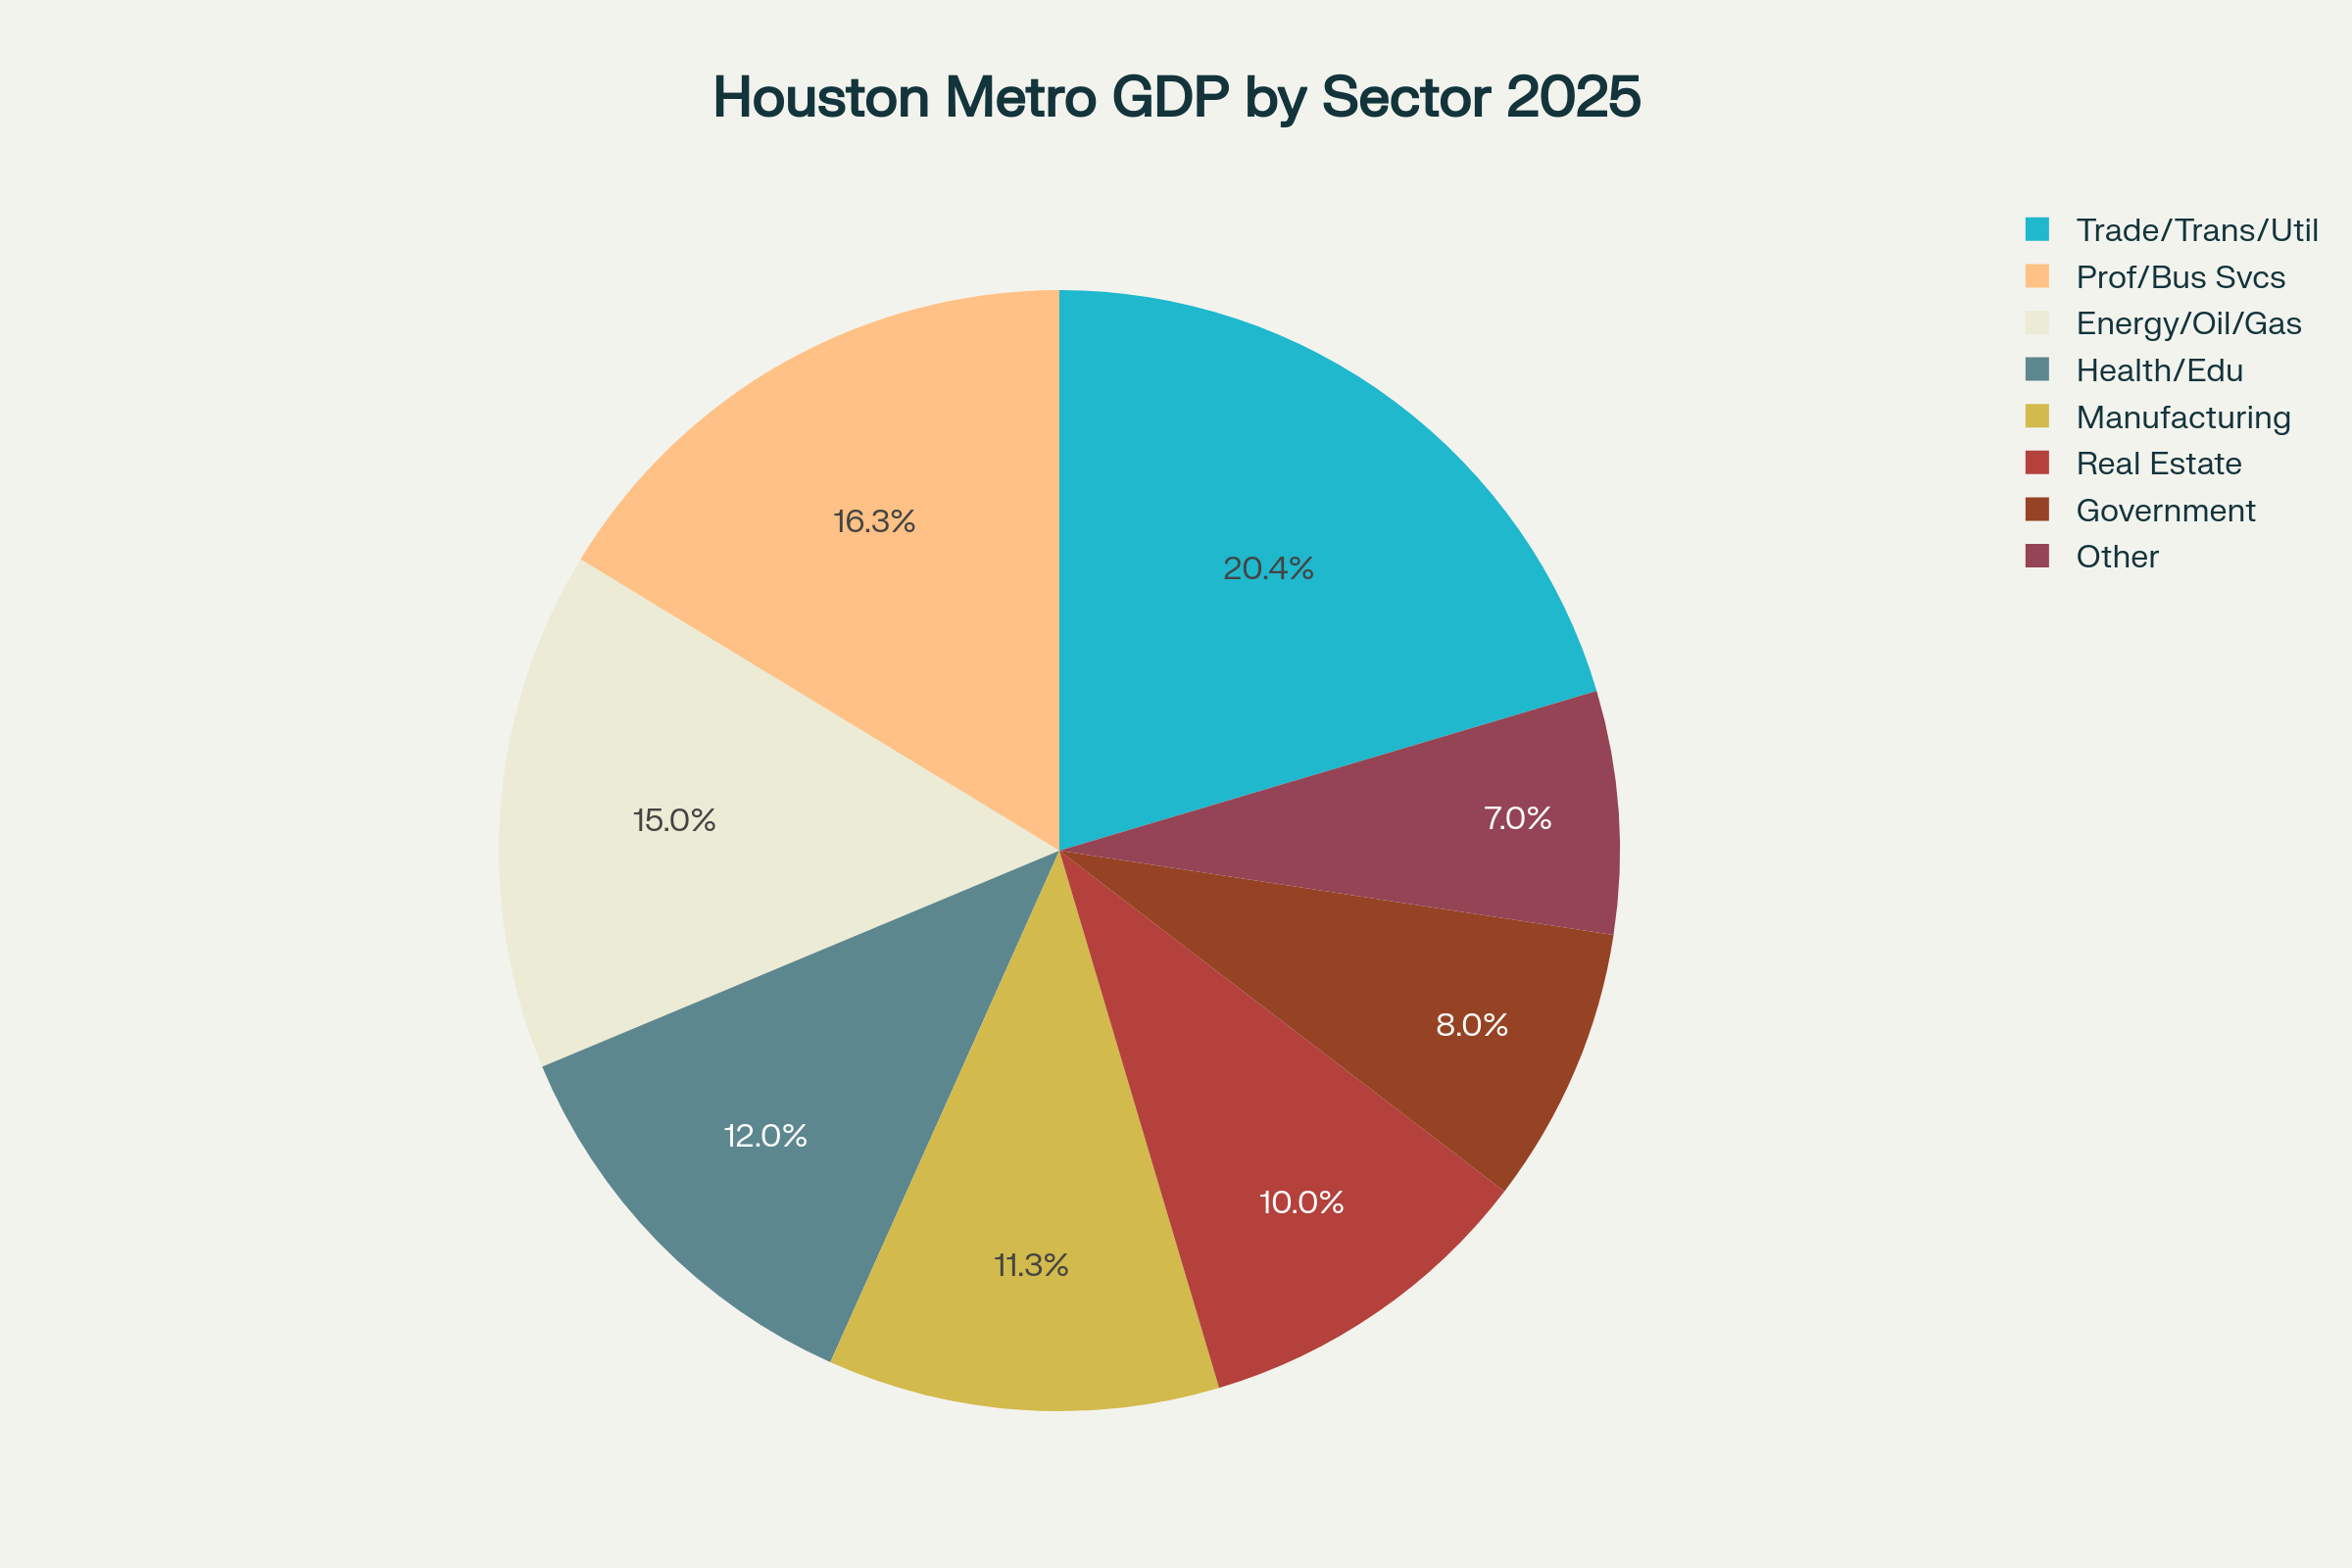 Houston Metro GDP by Sector 2025
Trade/Trans/Util
Prof/Bus Svcs
Energy/Oil/Gas
Health/Edu
Manufacturing
Real Estate
Government
Other
16.3%
20.4%
15.0%
7.0%
8.0%
12.0%
10.0%
11.3%